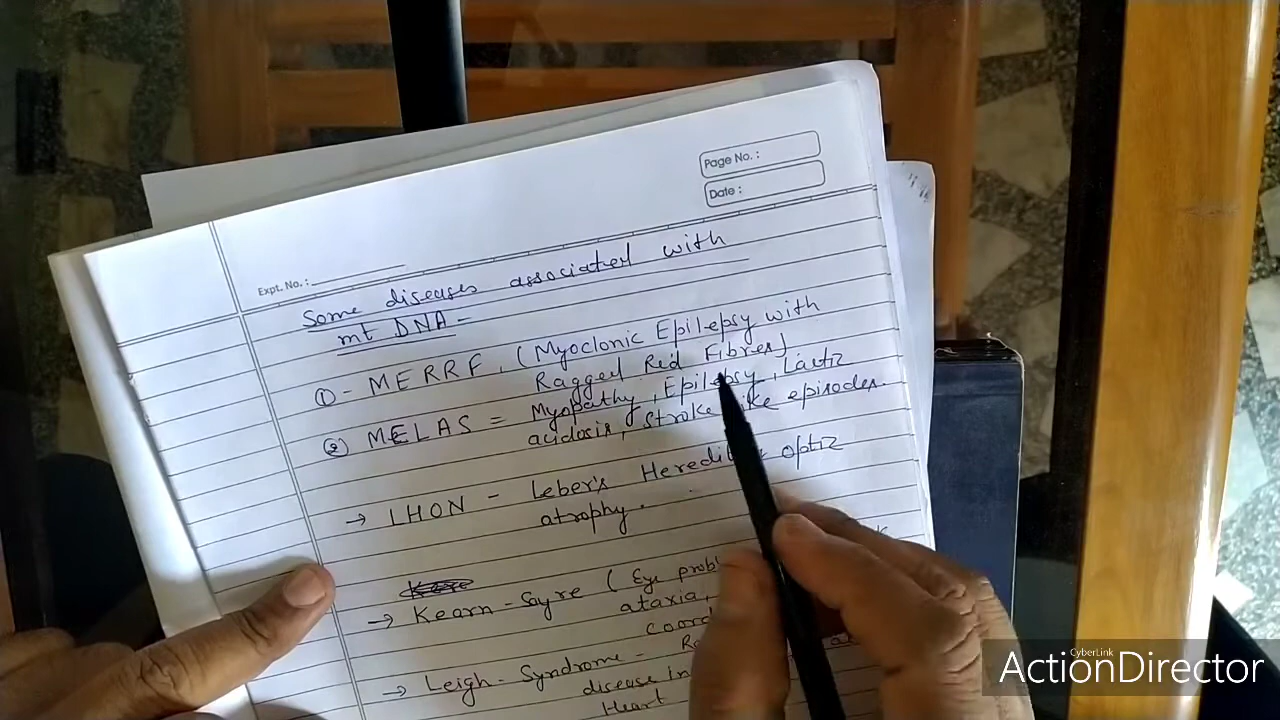 Page No. :
Date :
Expt. No. :
Some diseases associated with
mt DNA -
① - MERRF, (Myoclonic Epilepsy with
Ragged Red Fibres)
② MELAS = Myopathy, Epilepsy, Lactic
acidosis, Stroke like episodes.
→ LHON - Leber's Hereditary optic
atrophy.
→ Kearn-Sayre (Eye
ataxia,
→ Leigh-Syndrome -
disease In
Heart
CyberLink
ActionDirector